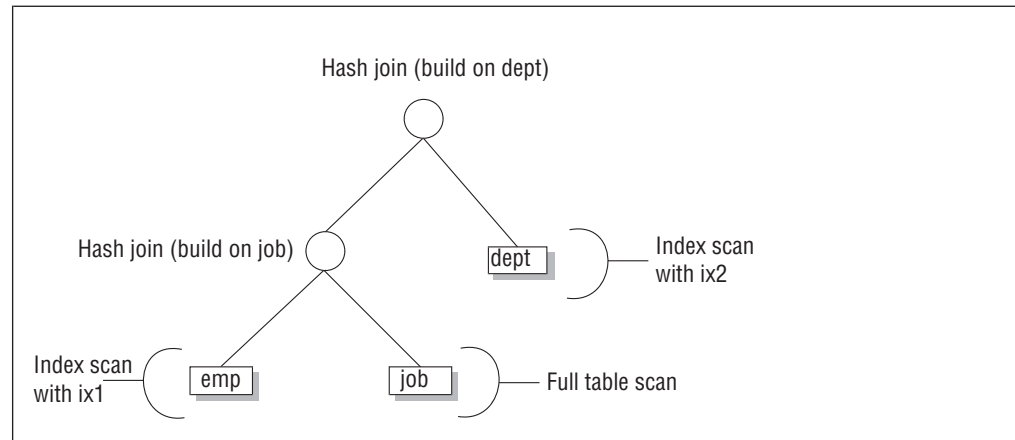 Hash join (build on dept)
Hash join (build on job)
dept
Index scan
with ix2
Index scan
with ix1
emp
job
Full table scan